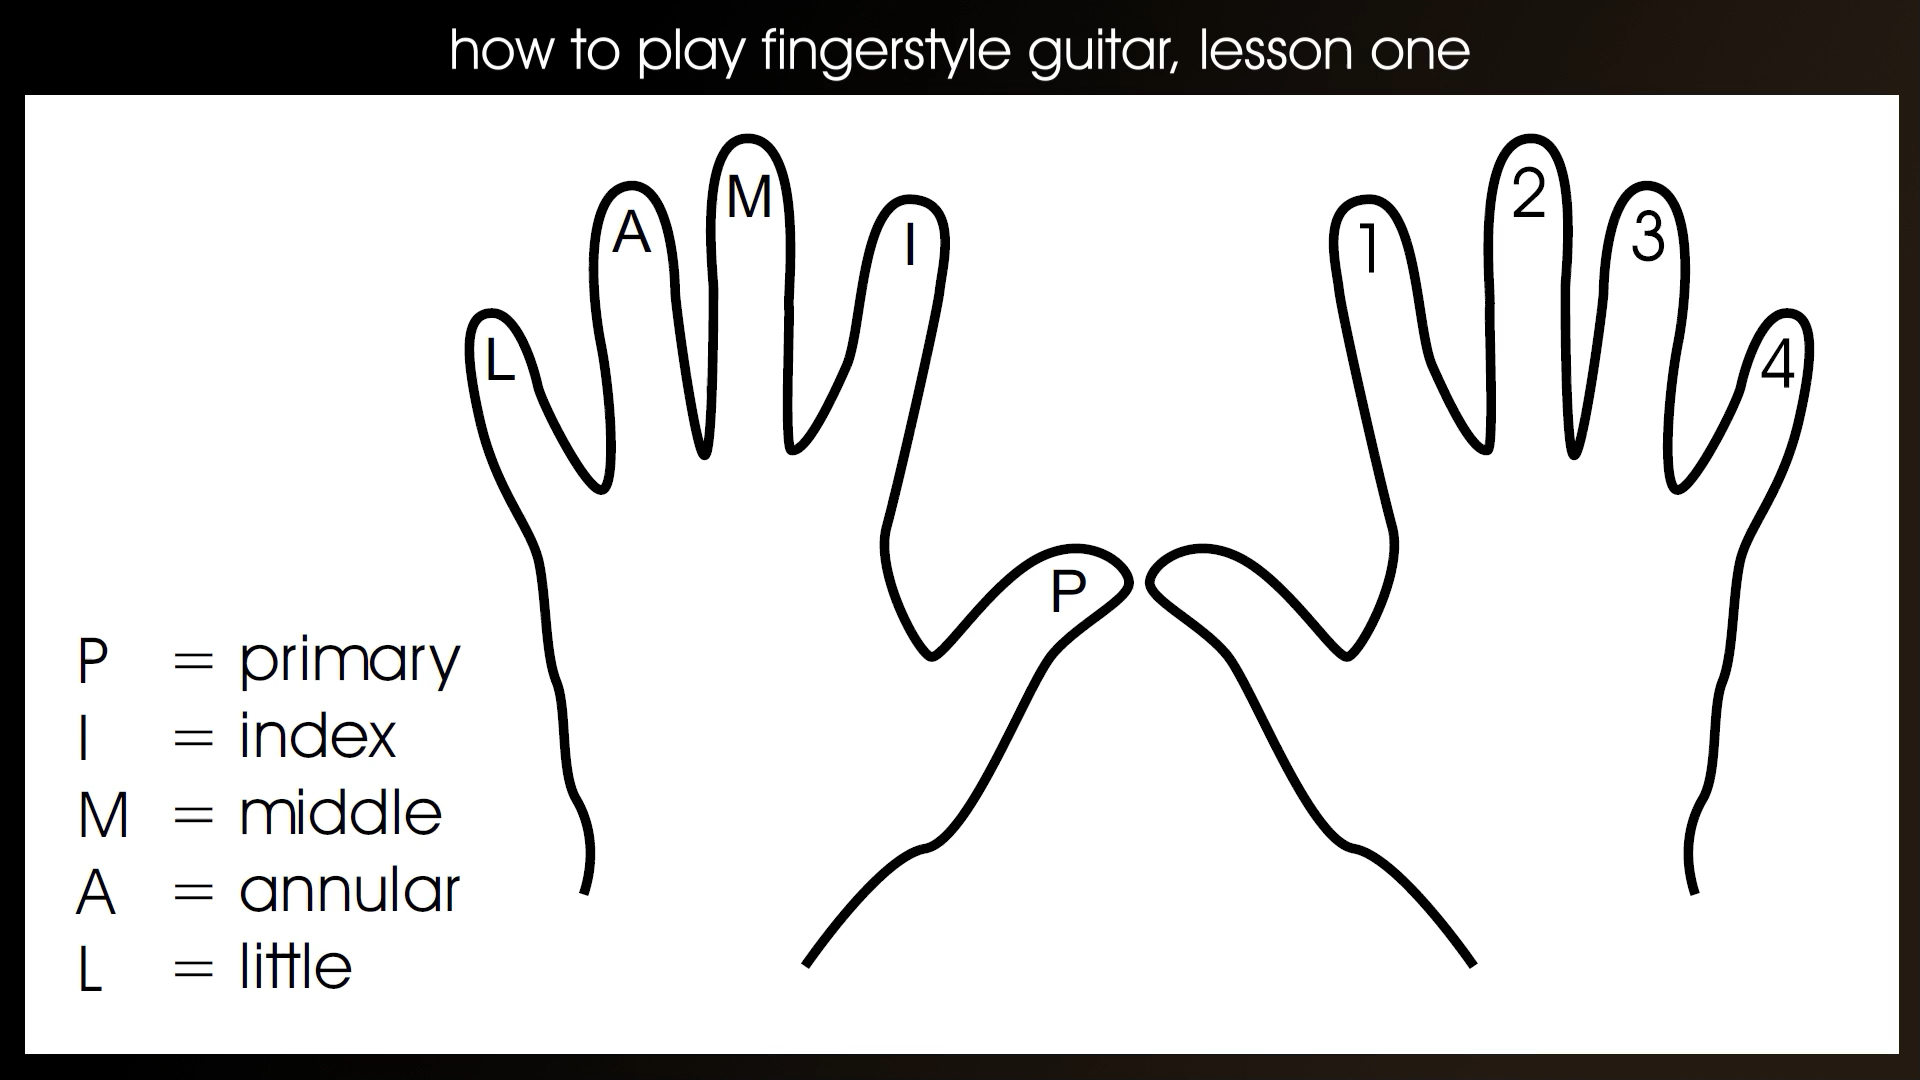 how to play fingerstyle guitar, lesson one
L A M I P
1 2 3 4
P = primary
I = index
M = middle
A = annular
L = little